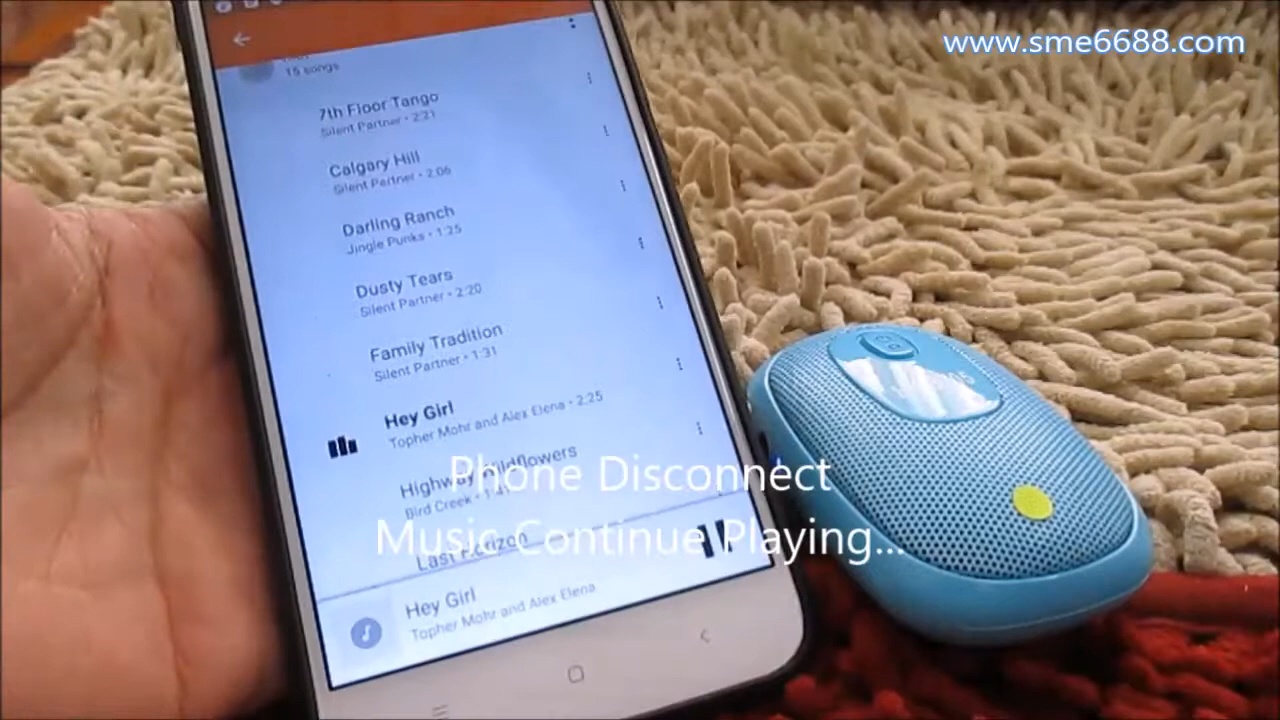 www.sme6688.com
15 songs
7th Floor Tango
Silent Partner • 2:21
Calgary Hill
Silent Partner • 2:06
Darling Ranch
Jingle Punks • 1:25
Dusty Tears
Silent Partner • 2:20
Family Tradition
Silent Partner • 1:31
Hey Girl
Topher Mohr and Alex Elena • 2:25
Highway Wildflowers
Bird Creek • 1:41
Phone Disconnect
Last Horizon
Music Continue Playing...
Hey Girl
Topher Mohr and Alex Elena